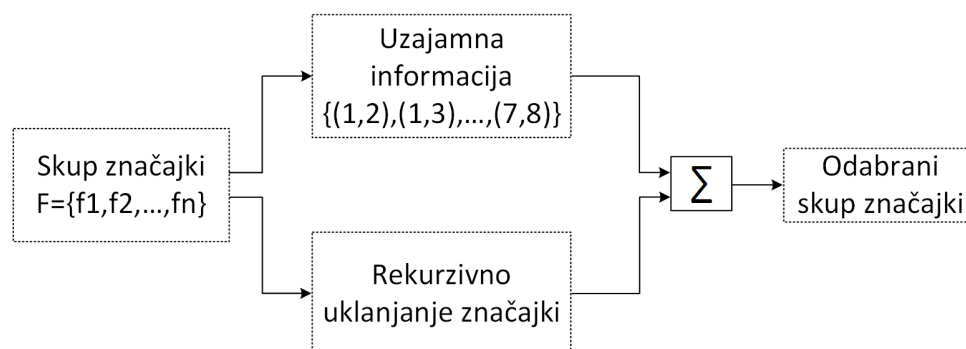 Skup značajki
F={f1,f2,...,fn}
Uzajamna
informacija
{(1,2),(1,3),...,(7,8)}
Rekurzivno
uklanjanje značajki
∑
Odabrani
skup značajki